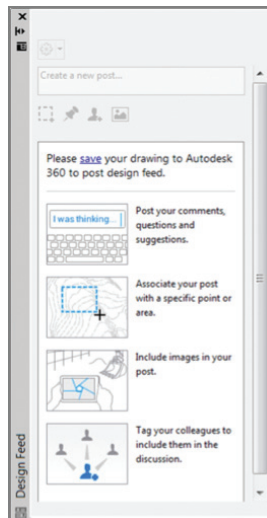 Create a new post...
Please save your drawing to Autodesk
360 to post design feed.
I was thinking...
Post your comments,
questions and
suggestions.
Associate your post
with a specific point or
area.
Include images in your
post.
Tag your colleagues to
include them in the
discussion.
Design Feed